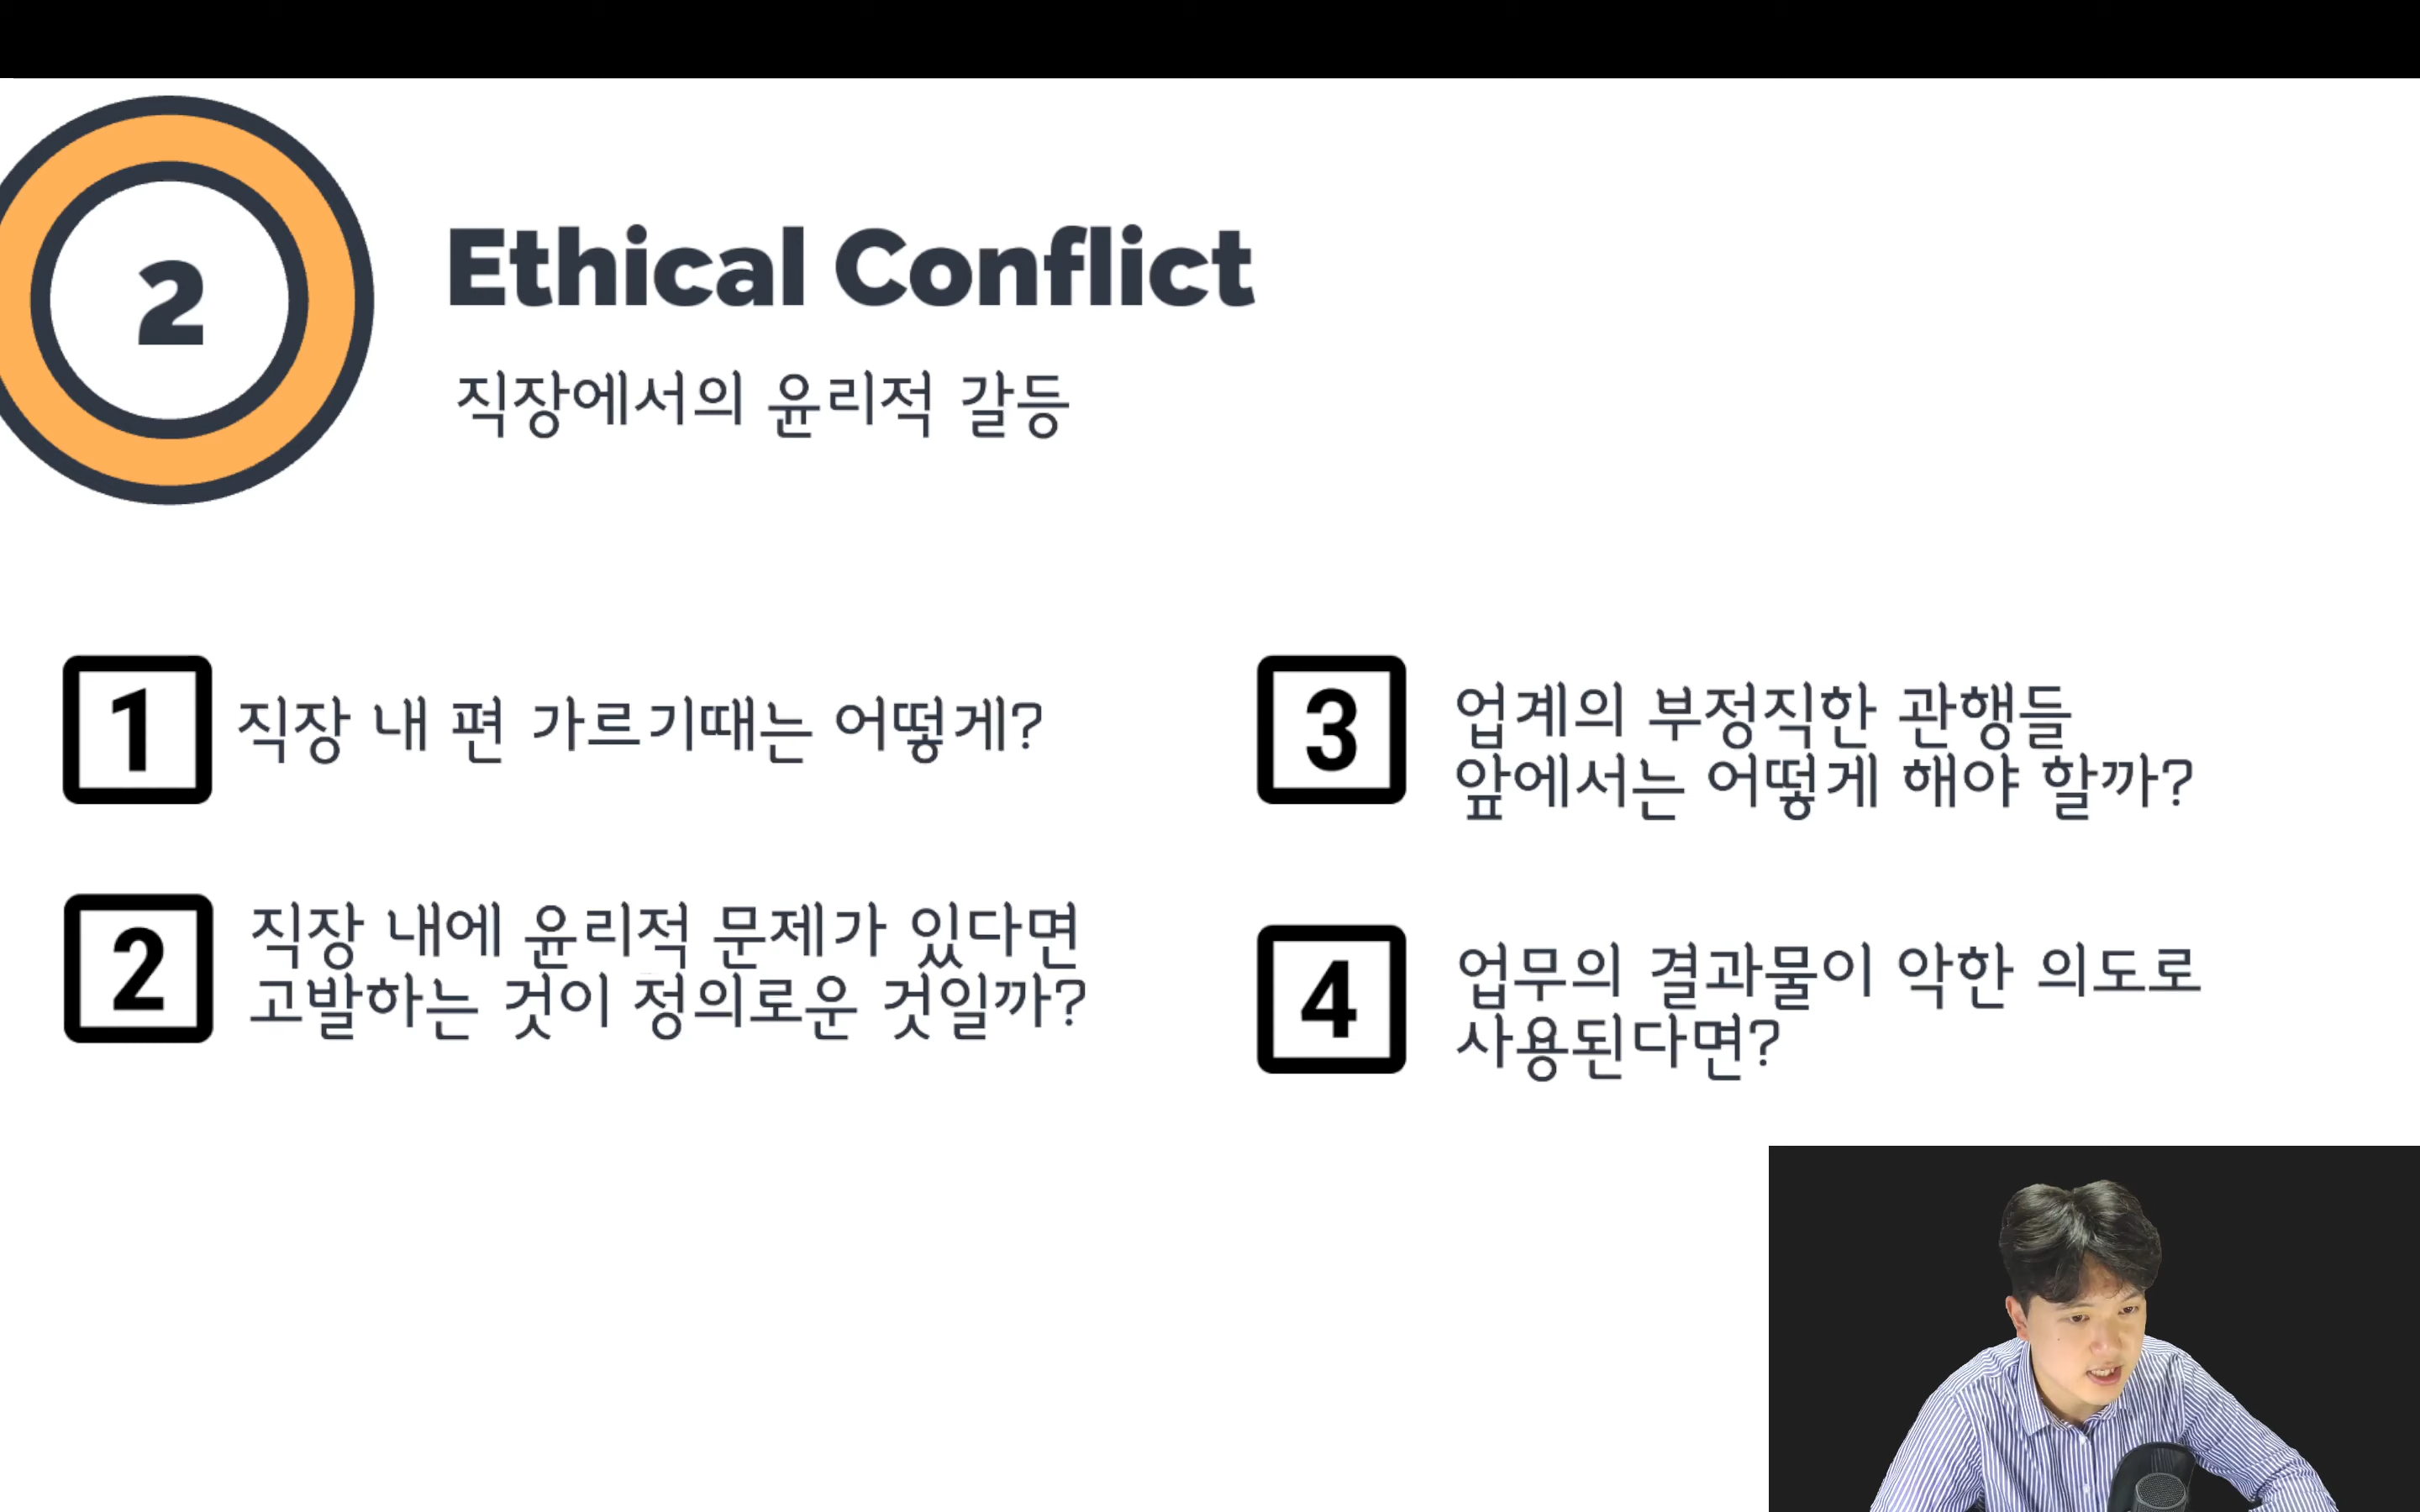 2
Ethical Conflict
직장에서의 윤리적 갈등
1
직장 내 편 가르기때는 어떻게?
2
직장 내에 윤리적 문제가 있다면
고발하는 것이 정의로운 것일까?
3
업계의 부정직한 관행들
앞에서는 어떻게 해야 할까?
4
업무의 결과물이 악한 의도로
사용된다면?